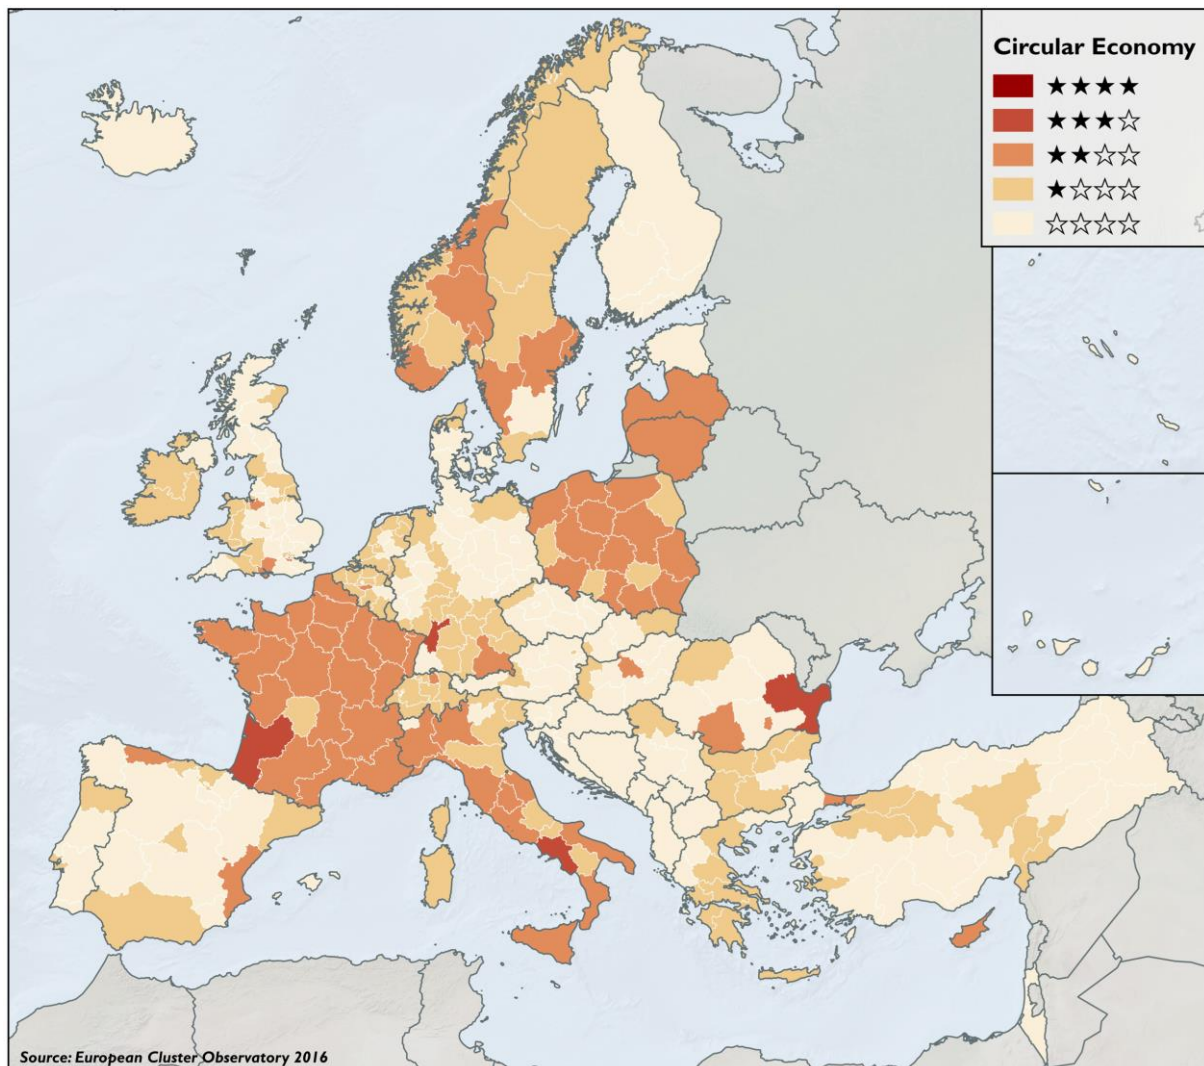 Circular Economy
★★★★
★★★☆
★★☆☆
★☆☆☆
☆☆☆☆
Source: European Cluster Observatory 2016